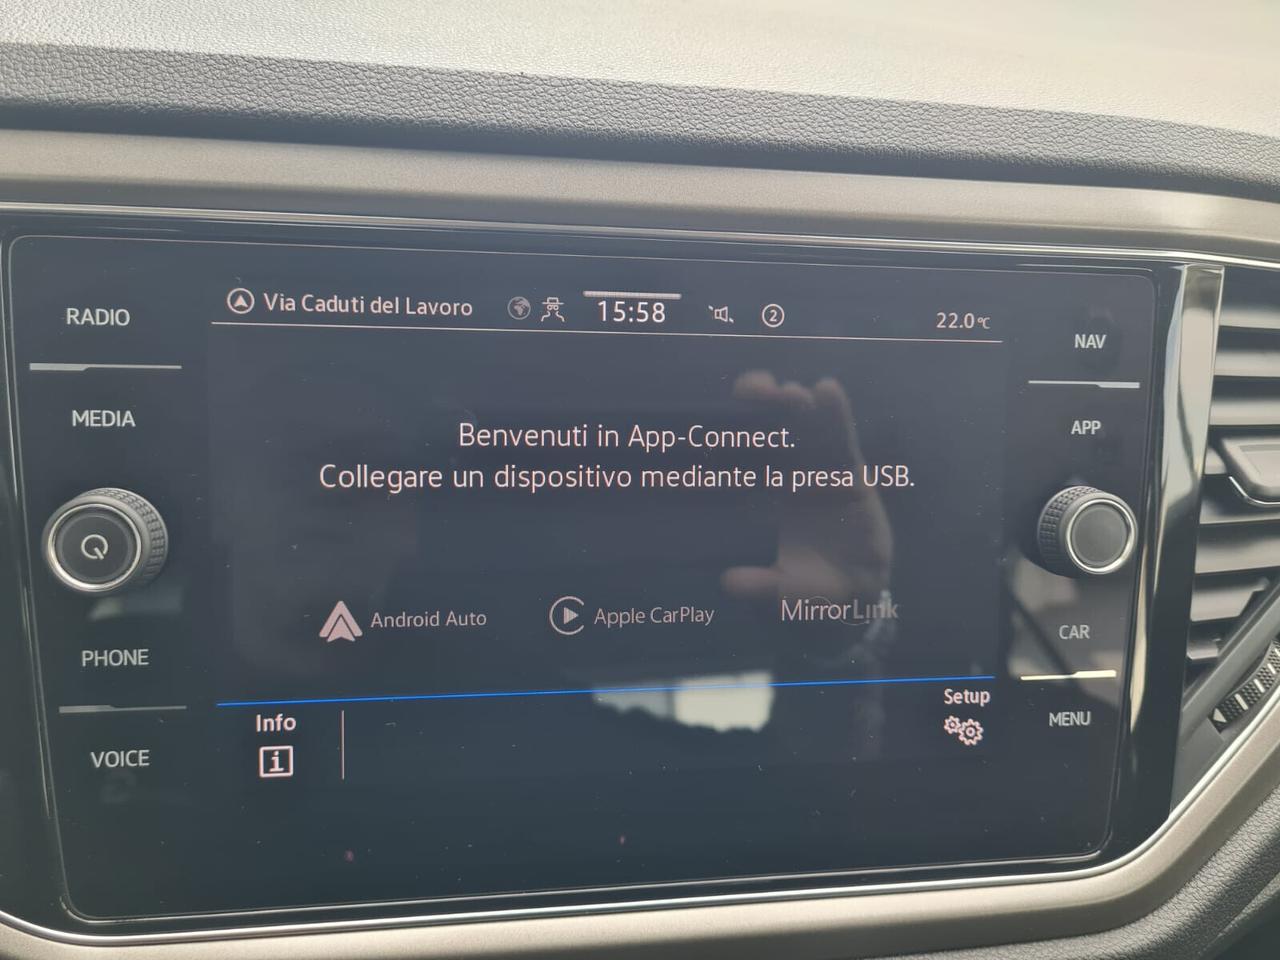 RADIO
MEDIA
PHONE
VOICE
Via Caduti del Lavoro
15:58
2
22.0°C
Benvenuti in App-Connect.
Collegare un dispositivo mediante la presa USB.
Android Auto
Apple CarPlay
MirrorLink
Info
i
Setup
NAV
APP
CAR
MENU